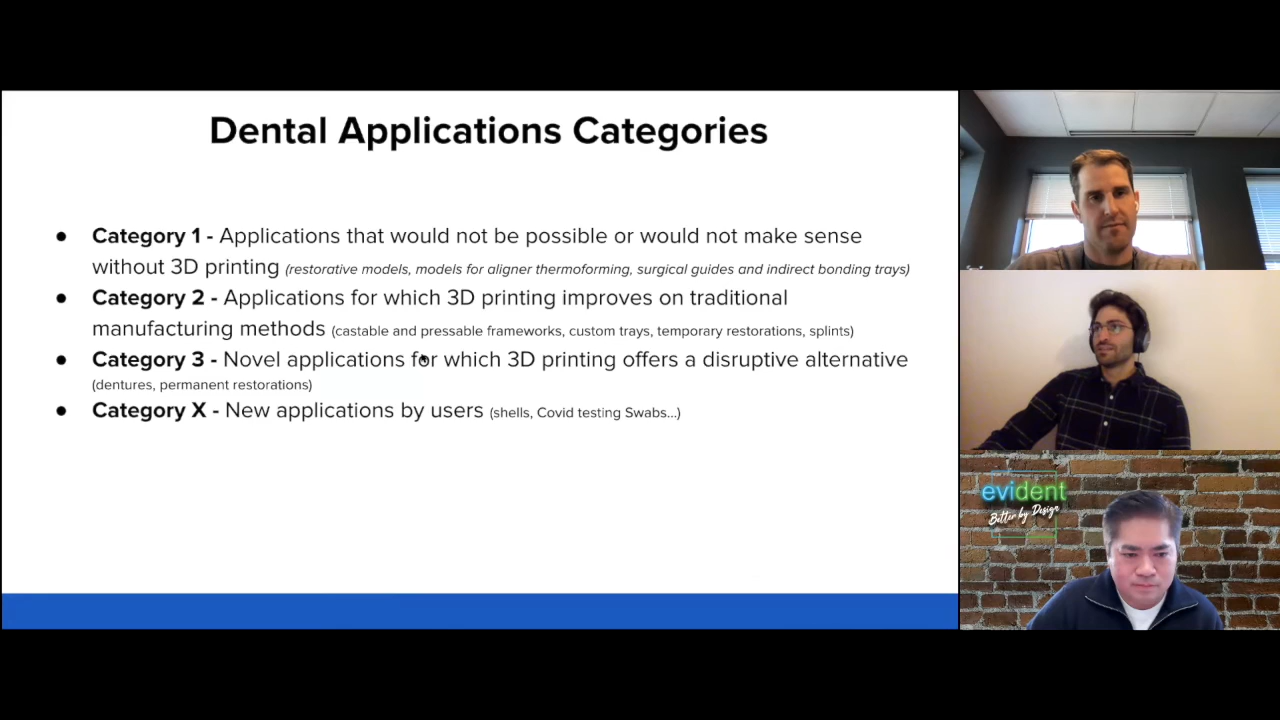 Dental Applications Categories
● Category 1 - Applications that would not be possible or would not make sense
without 3D printing (restorative models, models for aligner thermoforming, surgical guides and indirect bonding trays)
● Category 2 - Applications for which 3D printing improves on traditional
manufacturing methods (castable and pressable frameworks, custom trays, temporary restorations, splints)
● Category 3 - Novel applications for which 3D printing offers a disruptive alternative
(dentures, permanent restorations)
● Category X - New applications by users (shells, Covid testing Swabs...)
evident
Better by Design